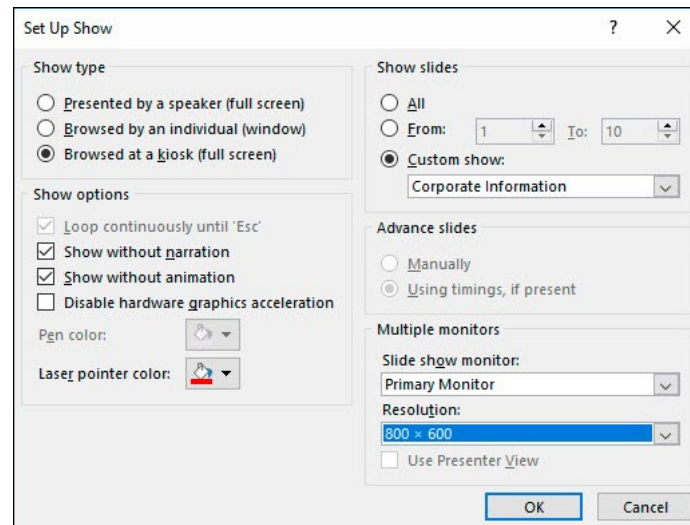 Set Up Show
Show type
Presented by a speaker (full screen)
Browsed by an individual (window)
Browsed at a kiosk (full screen)
Show options
Loop continuously until 'Esc'
Show without narration
Show without animation
Disable hardware graphics acceleration
Pen color:
Laser pointer color:
Show slides
All
From: 1 To: 10
Custom show:
Corporate Information
Advance slides
Manually
Using timings, if present
Multiple monitors
Slide show monitor:
Primary Monitor
Resolution:
800 × 600
Use Presenter View
OK Cancel